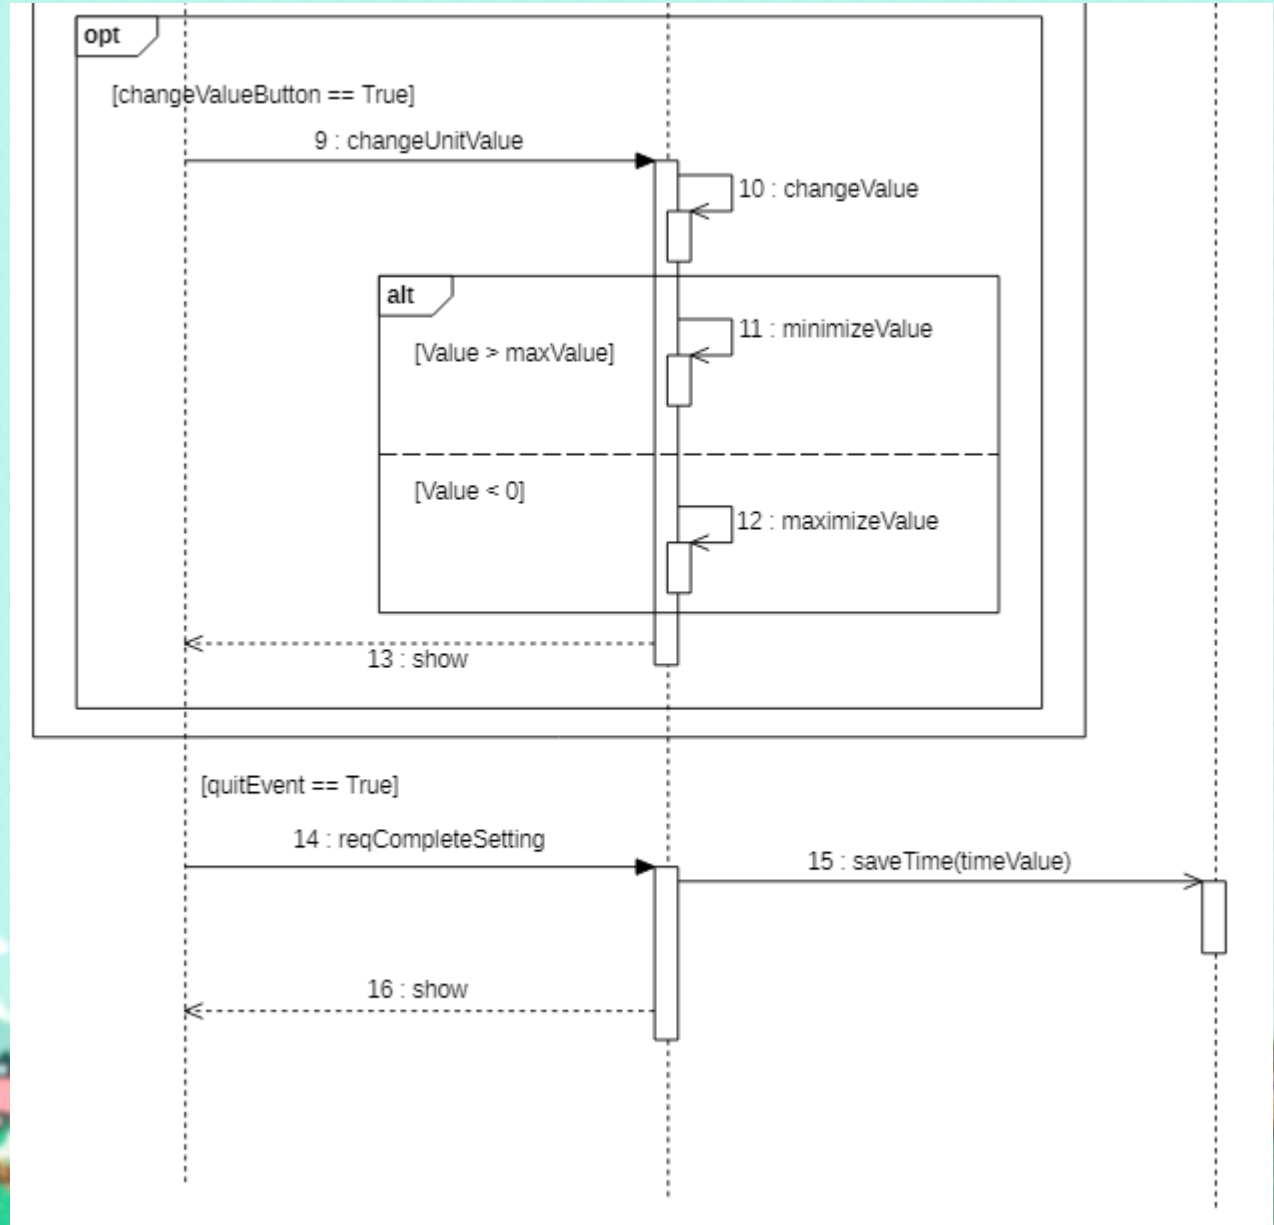 opt
[changeValueButton == True]
9 : changeUnitValue
10 : changeValue
alt
11 : minimizeValue
[Value > maxValue]
[Value < 0]
12 : maximizeValue
13 : show
[quitEvent == True]
14 : reqCompleteSetting
15 : saveTime(timeValue)
16 : show